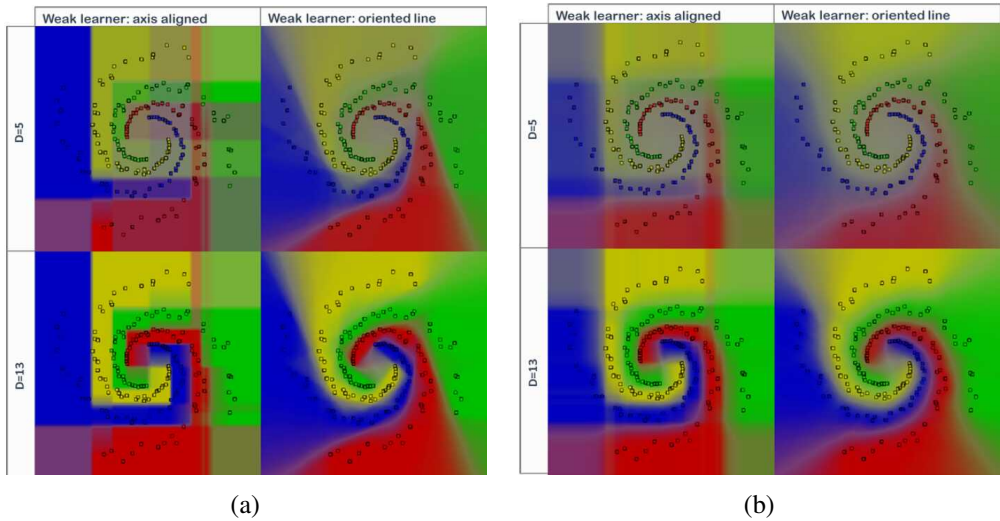 Weak learner: axis aligned Weak learner: oriented line
D=5
D=13
(a)
Weak learner: axis aligned Weak learner: oriented line
D=5
D=13
(b)